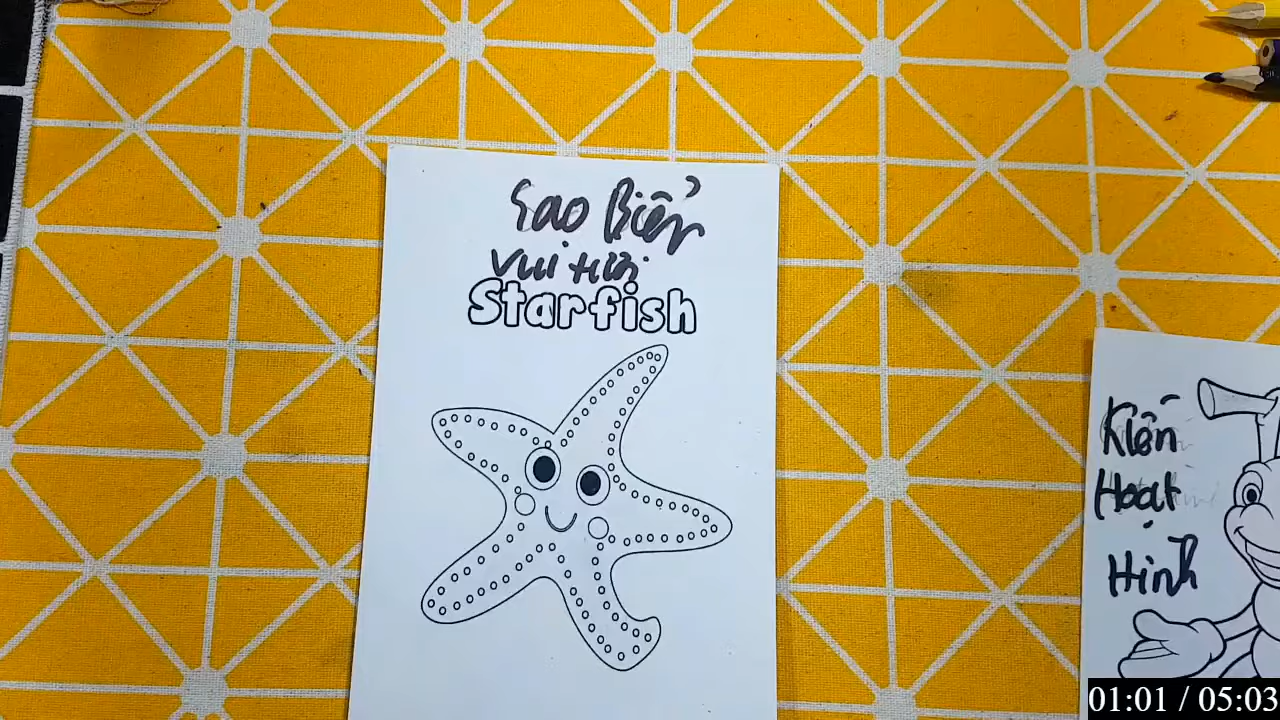 Sao Biển
vui tươi
Starfish
Kiến
Hoạt
Hình
01:01 / 05:03